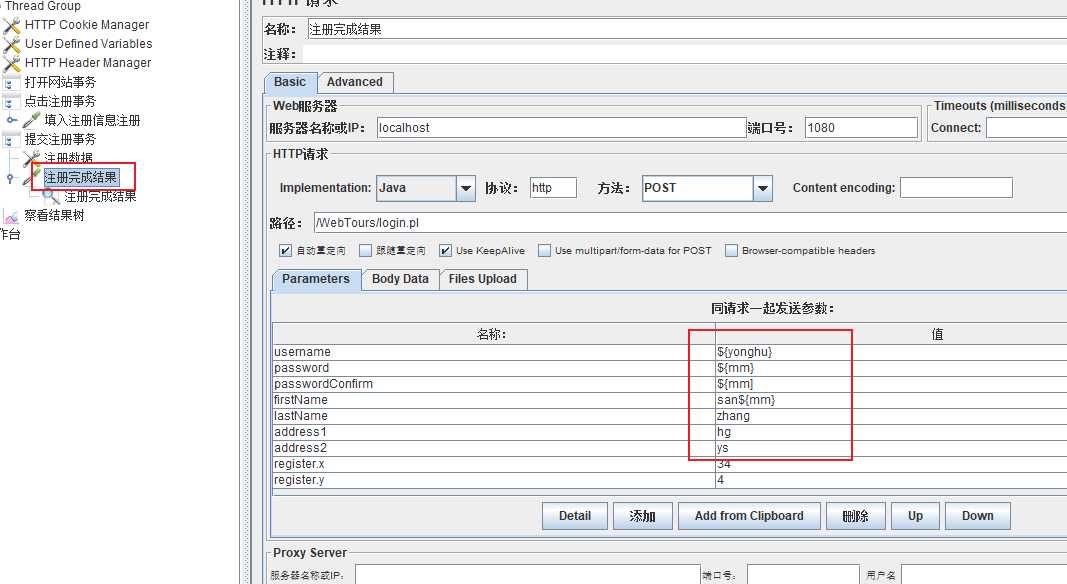 Thread Group
HTTP Cookie Manager
User Defined Variables
HTTP Header Manager
打开网站事务
点击注册事务
填入注册信息注册
提交注册事务
注册数据
注册完成结果
注册完成结果
察看结果树
作台
HTTP 请求
名称： 注册完成结果
注释：
Basic Advanced
Web服务器
服务器名称或IP： localhost 端口号： 1080
Timeouts (milliseconds
Connect:
HTTP请求
Implementation: Java 协议： http 方法： POST Content encoding:
路径： /WebTours/login.pl
自动重定向 跟随重定向 Use KeepAlive Use multipart/form-data for POST Browser-compatible headers
Parameters Body Data Files Upload
同请求一起发送参数：
名称： 值
username ${yonghu}
password ${mm}
passwordConfirm ${mm]
firstName san${mm}
lastName zhang
address1 hg
address2 ys
register.x 34
register.y 4
Detail 添加 Add from Clipboard 删除 Up Down
Proxy Server
服务器名称或IP： 端口号： 用户名